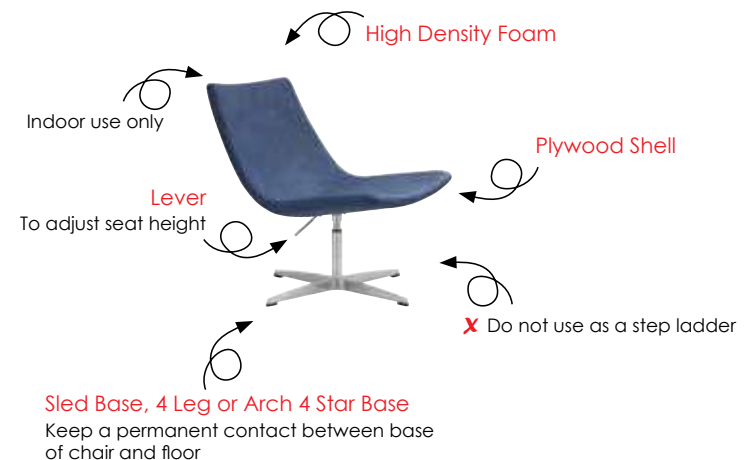 High Density Foam
Indoor use only
Plywood Shell
Lever
To adjust seat height
✗ Do not use as a step ladder
Sled Base, 4 Leg or Arch 4 Star Base
Keep a permanent contact between base
of chair and floor